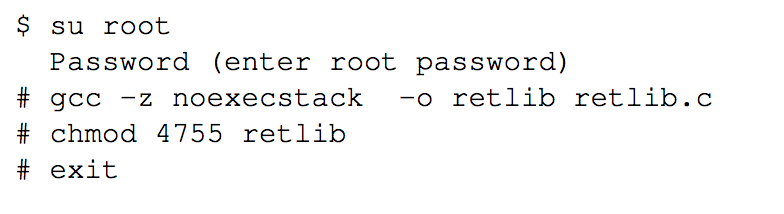 $ su root
Password (enter root password)
# gcc -z noexecstack -o retlib retlib.c
# chmod 4755 retlib
# exit